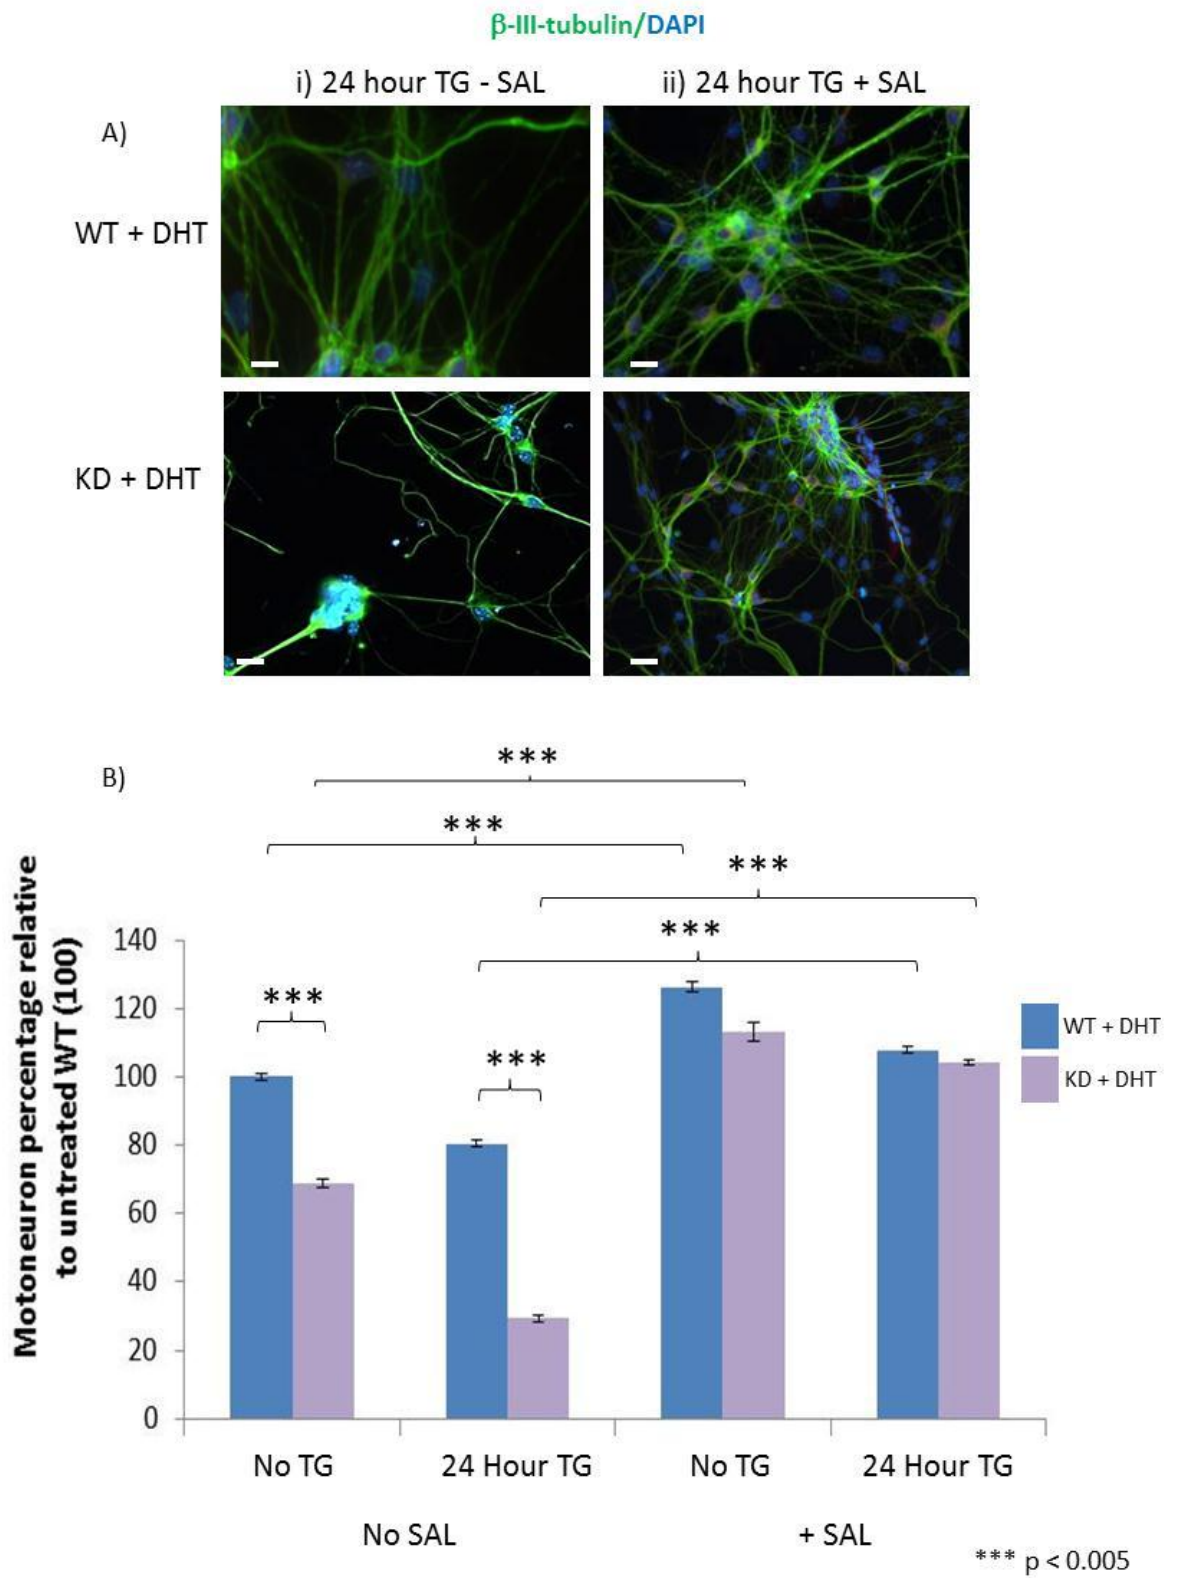 β-III-tubulin/DAPI
i) 24 hour TG - SAL
ii) 24 hour TG + SAL
A)
WT + DHT
KD + DHT
B)
***
***
***
***
***
***
Motoneuron percentage relative
to untreated WT (100)
140
120
100
80
60
40
20
0
WT + DHT
KD + DHT
No TG
24 Hour TG
No TG
24 Hour TG
No SAL
+ SAL
*** p < 0.005